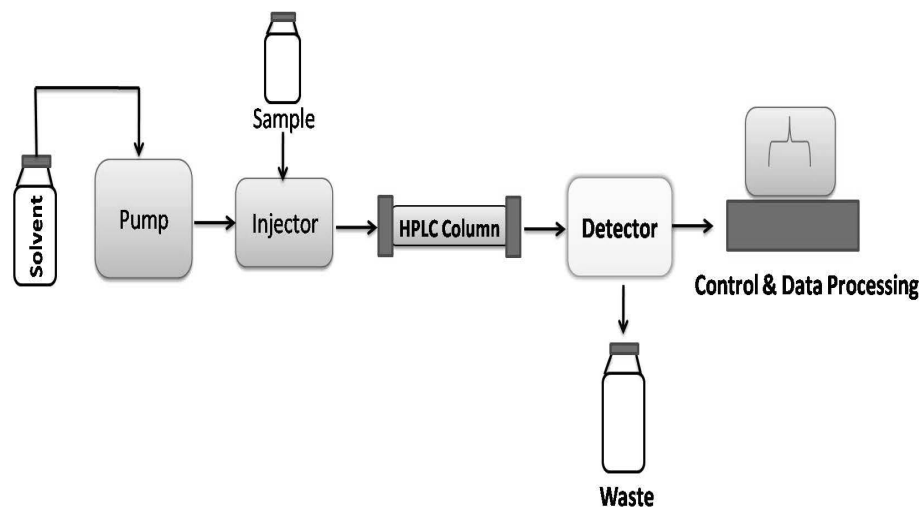 Solvent
Pump
Sample
Injector
HPLC Column
Detector
Control & Data Processing
Waste